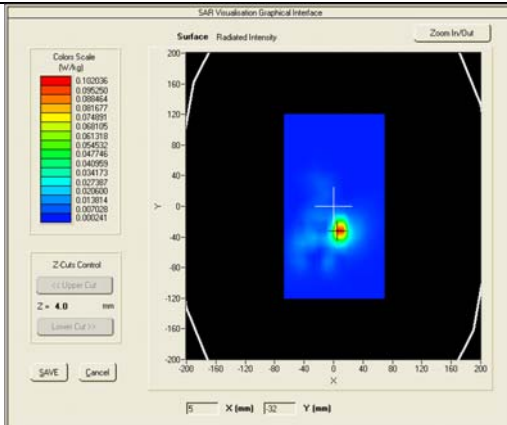 SAR Visualisation Graphical Interface
Surface Radiated Intensity
Zoom In/Out
Colors Scale
(W/kg)
0.102036
0.095250
0.088464
0.081677
0.074891
0.068105
0.061318
0.054532
0.047746
0.040959
0.034173
0.027387
0.020600
0.013814
0.007028
0.000241
200
160
120
80
40
0
-40
-80
-120
-160
-200
Y
-200 -160 -120 -80 -40 0 40 80 120 160 200
X
Z-Cuts Control
<< Upper Cut
Z = 4.0 mm
Lower Cut >>
SAVE Cancel
5 X (mm) -32 Y (mm)